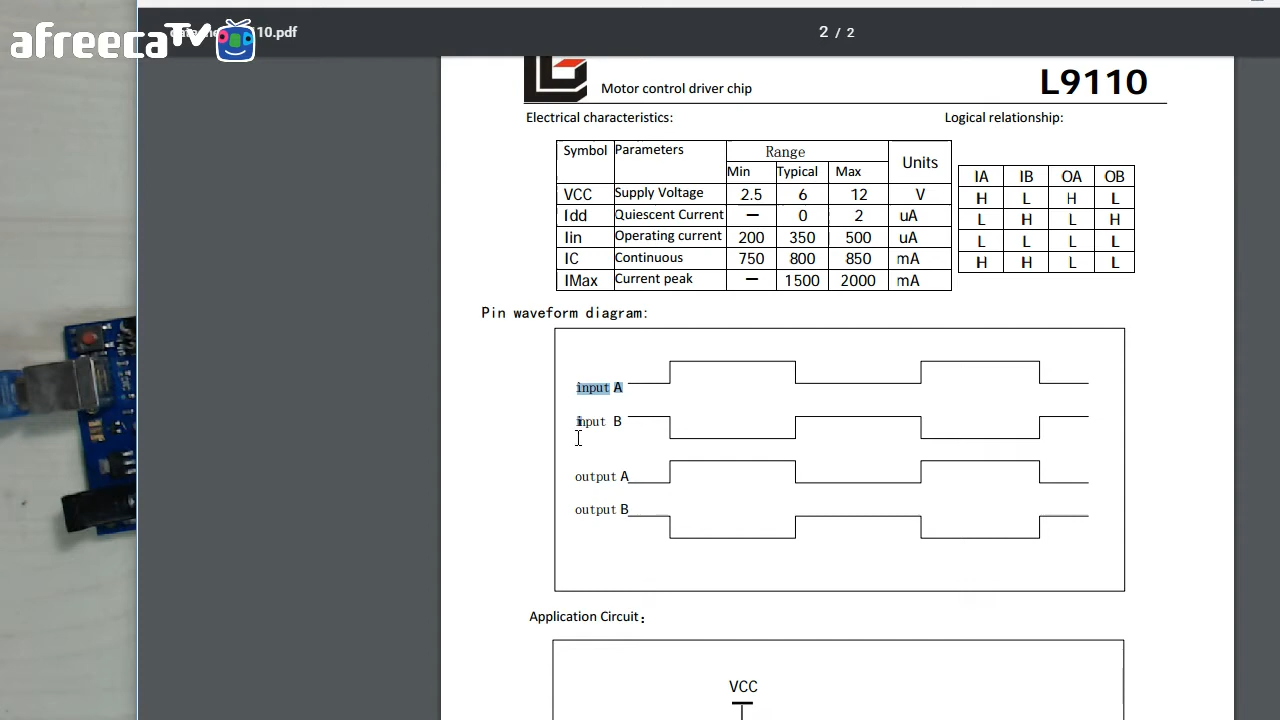 afreecaTV
110.pdf
2 / 2
Motor control driver chip
L9110
Electrical characteristics:
Logical relationship:
Symbol Parameters Range Units
Min Typical Max
VCC Supply Voltage 2.5 6 12 V
Idd Quiescent Current — 0 2 uA
Iin Operating current 200 350 500 uA
IC Continuous 750 800 850 mA
IMax Current peak — 1500 2000 mA
IA IB OA OB
H L H L
L H L H
L L L L
H H L L
Pin waveform diagram:
input A
input B
output A
output B
Application Circuit:
VCC